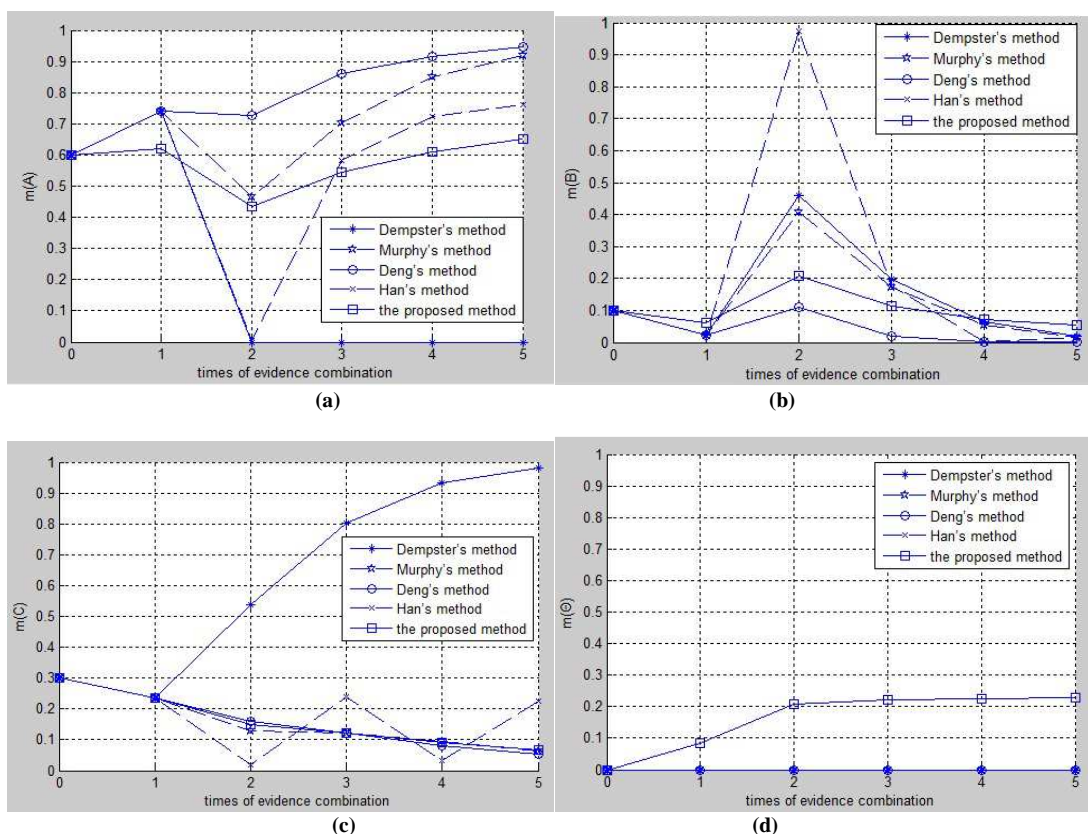 1
0.9
0.8
0.7
0.6
0.5
0.4
0.3
0.2
0.1
0
m(A)
Dempster's method
Murphy's method
Deng's method
Han's method
the proposed method
0 1 2 3 4 5
times of evidence combination
(a)
1
0.9
0.8
0.7
0.6
0.5
0.4
0.3
0.2
0.1
0
m(B)
Dempster's method
Murphy's method
Deng's method
Han's method
the proposed method
0 1 2 3 4 5
times of evidence combination
(b)
1
0.9
0.8
0.7
0.6
0.5
0.4
0.3
0.2
0.1
0
m(C)
Dempster's method
Murphy's method
Deng's method
Han's method
the proposed method
0 1 2 3 4 5
times of evidence combination
(c)
1
0.9
0.8
0.7
0.6
0.5
0.4
0.3
0.2
0.1
0
m(Θ)
Dempster's method
Murphy's method
Deng's method
Han's method
the proposed method
0 1 2 3 4 5
times of evidence combination
(d)